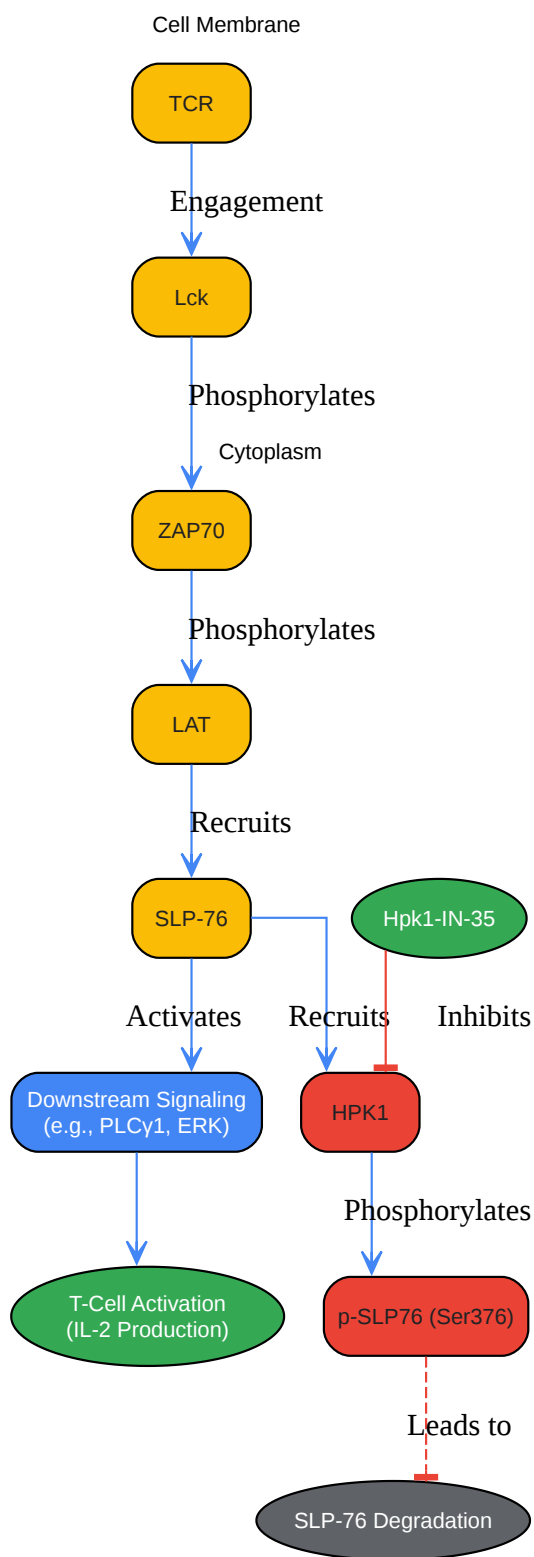 Cell Membrane
TCR
Engagement
Lck
Phosphorylates
Cytoplasm
ZAP70
Phosphorylates
LAT
Recruits
SLP-76
Hpk1-IN-35
Activates
Recruits
Inhibits
Downstream Signaling
(e.g., PLCγ1, ERK)
HPK1
Phosphorylates
T-Cell Activation
(IL-2 Production)
p-SLP76 (Ser376)
Leads to
SLP-76 Degradation